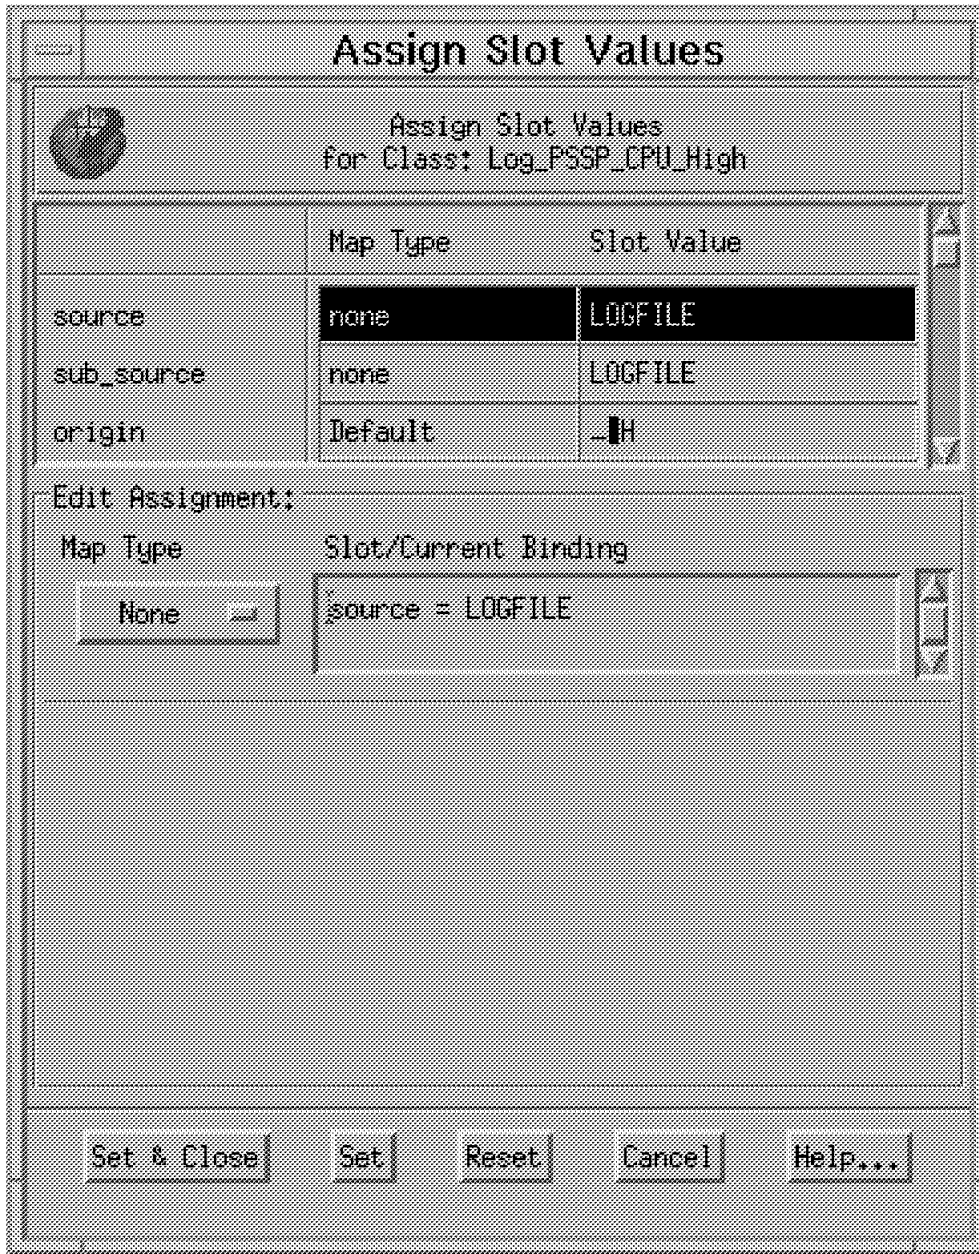 Assign Slot Values
Assign Slot Values
for Class: Log_PSSP_CPU_High
Map Type Slot Value
source none LOGFILE
sub_source none LOGFILE
origin Default
Edit Assignment:
Map Type Slot/Current Binding
None source = LOGFILE
Set & Close Set Reset Cancel Help...